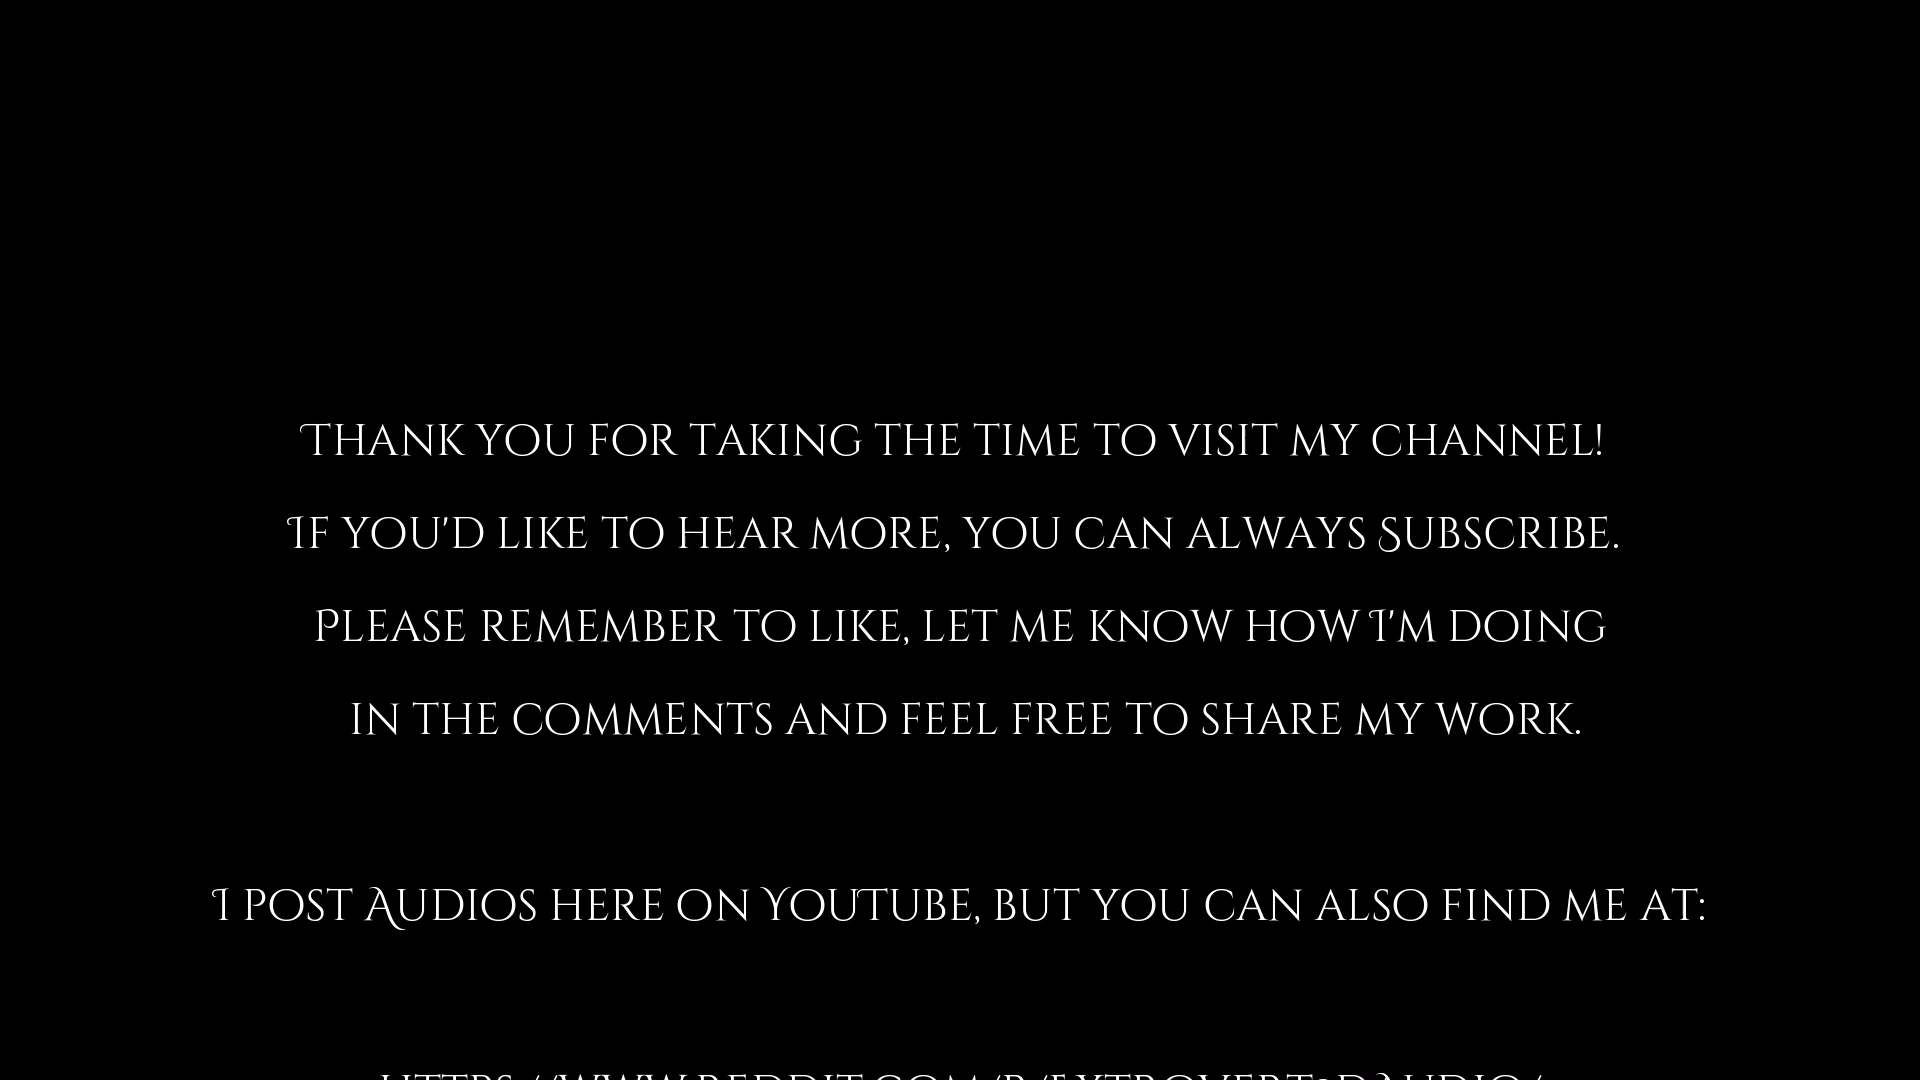 Thank you for taking the time to visit my channel!
If you'd like to hear more, you can always Subscribe.
Please remember to like, let me know how I'm doing
in the comments and feel free to share my work.
I post Audios here on YouTube, but you can also find me at: